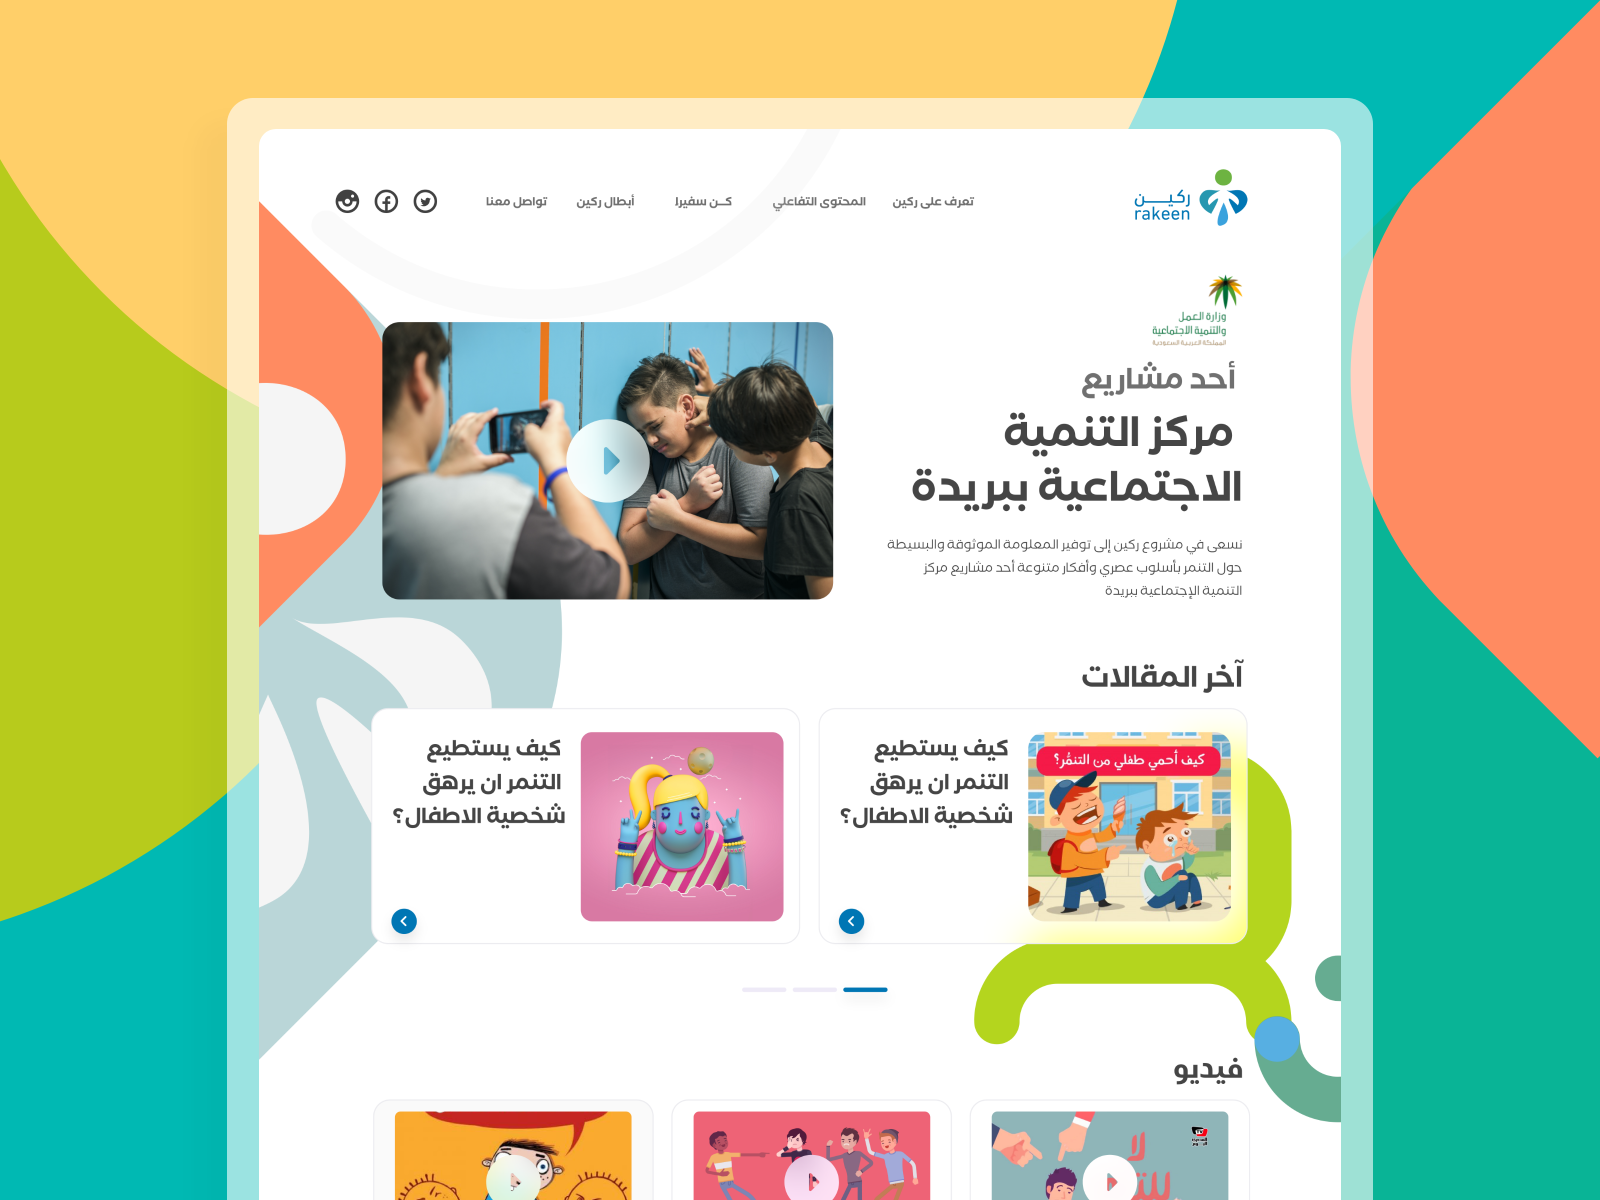 ركيـــن
rakeen
تعرف على ركين
المحتوى التفاعلي
كـــن سفيرا
أبطال ركين
تواصل معنا
وزارة العمل
والتنمية الاجتماعية
المملكة العربية السعودية
أحد مشاريع
مركز التنمية
الاجتماعية ببريدة
نسعى في مشروع ركين إلى توفير المعلومة الموثوقة والبسيطة
حول التنمر بأسلوب عصري وأفكار متنوعة أحد مشاريع مركز
التنمية الإجتماعية ببريدة
آخر المقالات
كيف أحمي طفلي من التنمُّر؟
كيف يستطيع
التنمر ان يرهق
شخصية الاطفال؟
كيف يستطيع
التنمر ان يرهق
شخصية الاطفال؟
فيديو
لا